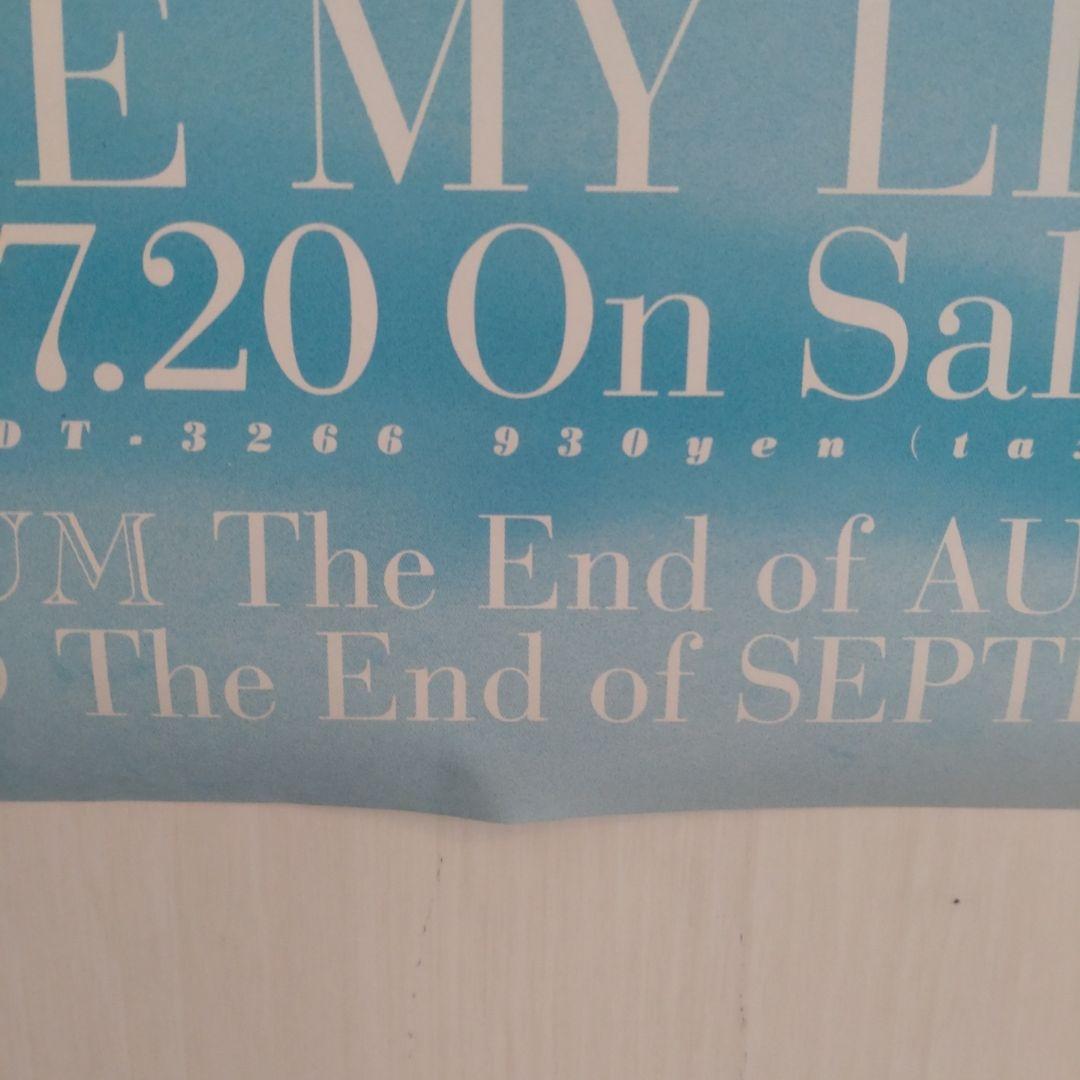 E MY LI
7.20 On Sal
DT-3266 930yen (ta
UM The End of AU
The End of SEPT